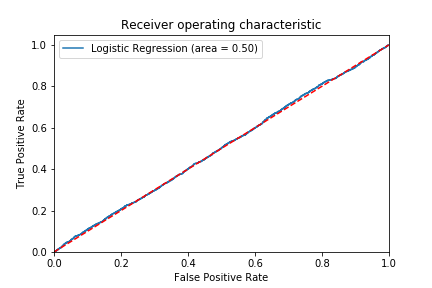 Receiver operating characteristic
Logistic Regression (area = 0.50)
1.0
0.8
0.6
0.4
0.2
0.0
True Positive Rate
0.0 0.2 0.4 0.6 0.8 1.0
False Positive Rate